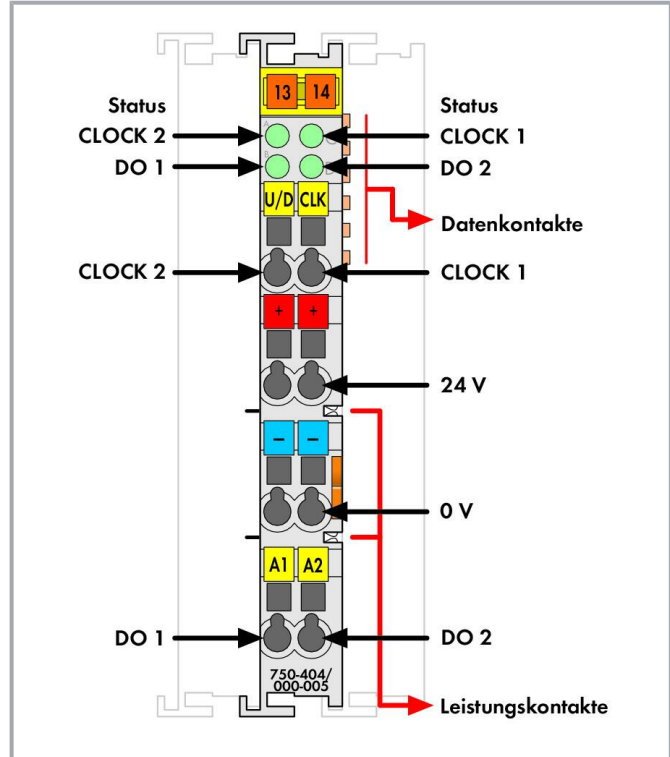 13 14
Status
Status
CLOCK 2
A
C
CLOCK 1
DO 1
B
D
DO 2
U/D CLK
Datenkontakte
CLOCK 2
CLOCK 1
+ +
24 V
− −
0 V
A1 A2
DO 1
DO 2
750-404/
000-005
Leistungskontakte